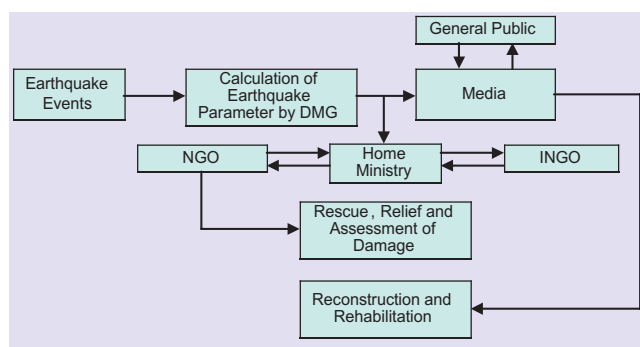 General Public
Earthquake
Events
Calculation of
Earthquake
Parameter by DMG
Media
NGO
Home
Ministry
INGO
Rescue, Relief and
Assessment of
Damage
Reconstruction and
Rehabilitation